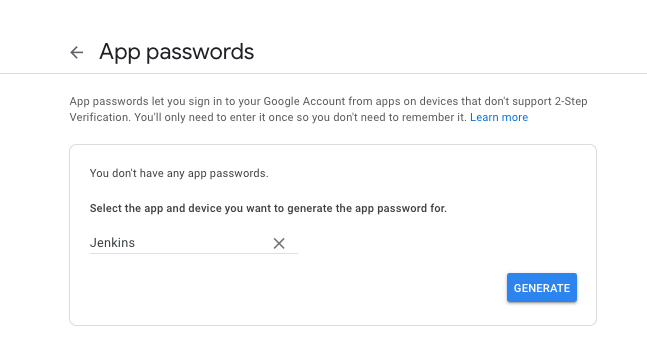 App passwords
App passwords let you sign in to your Google Account from apps on devices that don't support 2-Step
Verification. You'll only need to enter it once so you don't need to remember it. Learn more
You don't have any app passwords.
Select the app and device you want to generate the app password for.
Jenkins
GENERATE